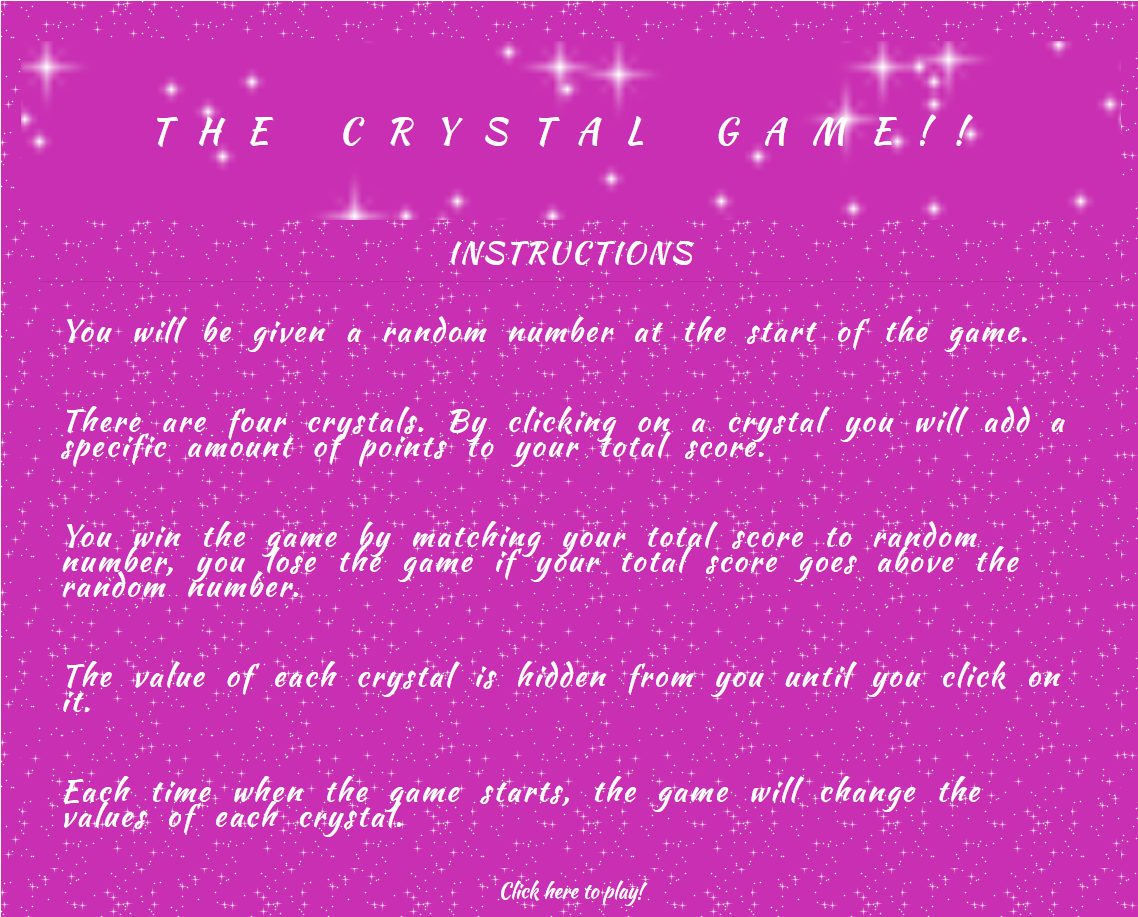 THE CRYSTAL GAME!!
INSTRUCTIONS
You will be given a random number at the start of the game.
There are four crystals. By clicking on a crystal you will add a
specific amount of points to your total score.
You win the game by matching your total score to random
number, you lose the game if your total score goes above the
random number.
The value of each crystal is hidden from you until you click on
it.
Each time when the game starts, the game will change the
values of each crystal.
Click here to play!